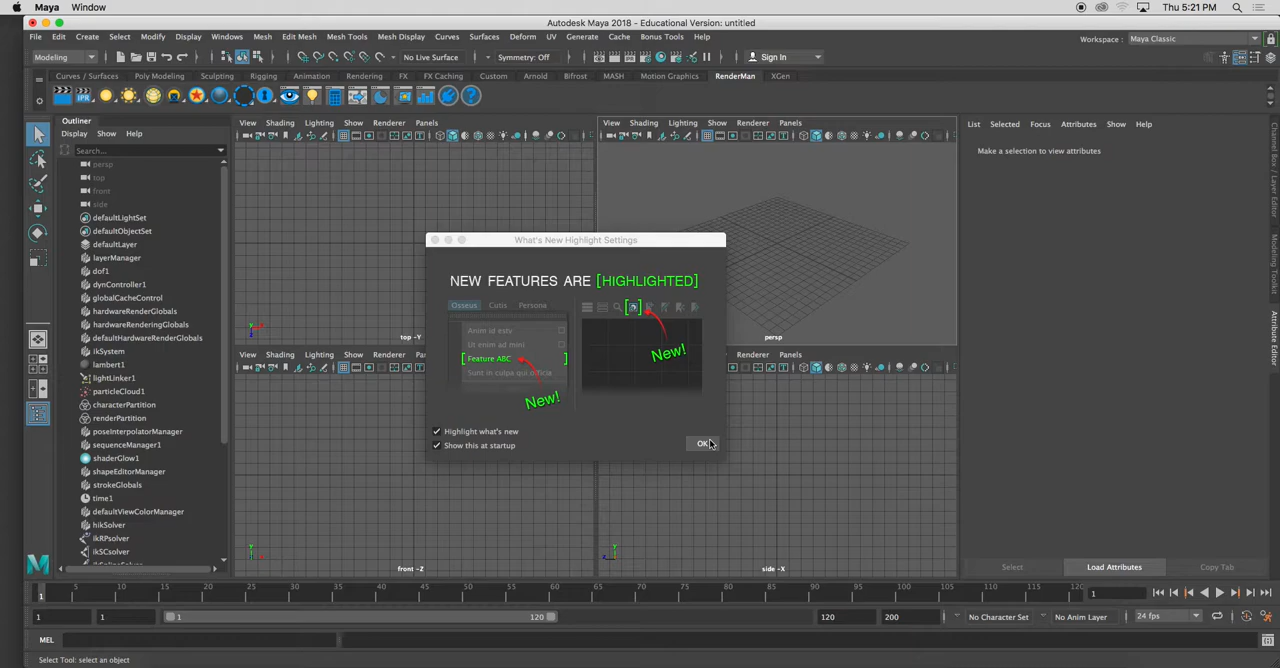 Maya Window Thu 5:21 PM
Autodesk Maya 2018 - Educational Version: untitled
File Edit Create Select Modify Display Windows Mesh Edit Mesh Mesh Tools Mesh Display Curves Surfaces Deform UV Generate Cache Bonus Tools Help
Workspace : Maya Classic
Modeling No Live Surface Symmetry: Off Sign In
Curves / Surfaces Poly Modeling Sculpting Rigging Animation Rendering FX FX Caching Custom Arnold Bifrost MASH Motion Graphics RenderMan XGen
IPR
Outliner
Display Show Help
Search...
persp
top
front
side
defaultLightSet
defaultObjectSet
defaultLayer
layerManager
dof1
dynController1
globalCacheControl
hardwareRenderGlobals
hardwareRenderingGlobals
defaultHardwareRenderGlobals
ikSystem
lambert1
lightLinker1
particleCloud1
characterPartition
renderPartition
poseInterpolatorManager
sequenceManager1
shaderGlow1
shapeEditorManager
strokeGlobals
time1
defaultViewColorManager
hikSolver
ikRPsolver
ikSCsolver
View Shading Lighting Show Renderer Panels
top -Y
View Shading Lighting Show Renderer Panels
persp
View Shading
front -Z
Renderer Panels
side -X
What's New Highlight Settings
NEW FEATURES ARE [HIGHLIGHTED]
Osseus Cutis Persona
Anim id estv
Ut enim ad mini
Feature ABC
Sunt in culpa qui officia
New!
New!
Highlight what's new
Show this at startup
OK
List Selected Focus Attributes Show Help
Make a selection to view attributes
Select Load Attributes Copy Tab
Channel Box / Layer Editor
Modeling Toolkit
Attribute Editor
1 5 10 15 20 25 30 35 40 45 50 55 60 65 70 75 80 85 90 95 100 105 110 115 120 1
1 1 1 120 120 200 No Character Set No Anim Layer 24 fps
MEL
Select Tool: select an object